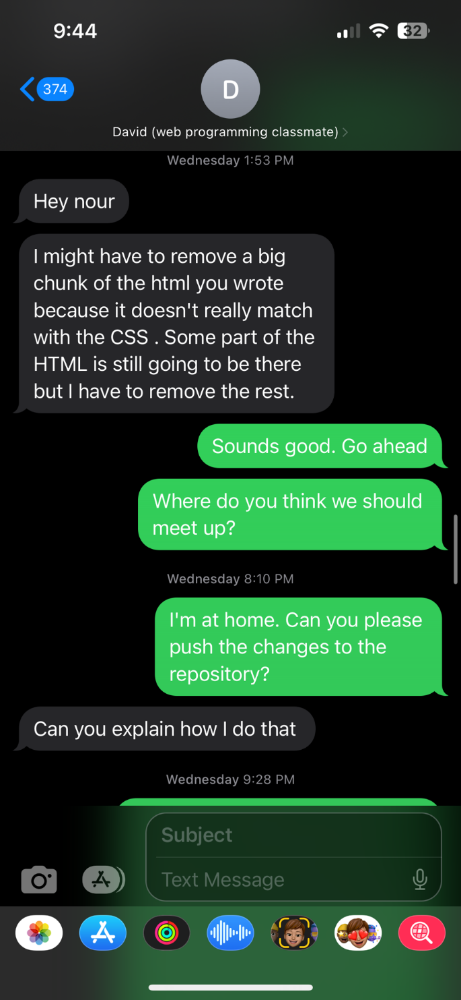 9:44
32
374
D
David (web programming classmate)
Wednesday 1:53 PM
Hey nour
I might have to remove a big
chunk of the html you wrote
because it doesn't really match
with the CSS . Some part of the
HTML is still going to be there
but I have to remove the rest.
Sounds good. Go ahead
Where do you think we should
meet up?
Wednesday 8:10 PM
I'm at home. Can you please
push the changes to the
repository?
Can you explain how I do that
Wednesday 9:28 PM
Subject
Text Message